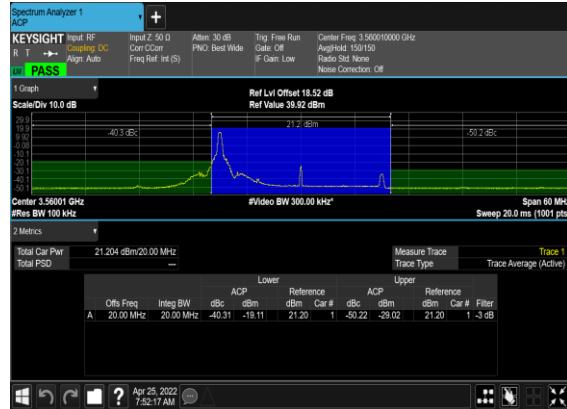 Spectrum Analyzer 1
ACP
+
KEYSIGHT Input: RF Input Z: 50 Ω Atten: 30 dB Trig: Free Run Center Freq: 3.560010000 GHz
R T Coupling: DC Corr CCorr PNO: Best Wide Gate: Off Avg|Hold: 150/150
Align: Auto Freq Ref: Int (S) IF Gain: Low Radio Std: None
PASS Noise Correction: Off
1 Graph Ref Lvl Offset 18.52 dB
Scale/Div 10.0 dB Ref Value 39.92 dBm
29.9
19.9 21.2 dBm
9.92 -40.3 dBc -50.2 dBc
-0.08
-10.1
-20.1
-30.1
-40.1
-50.1
Center 3.56001 GHz #Video BW 300.00 kHz* Span 60 MHz
#Res BW 100 kHz Sweep 20.0 ms (1001 pts)
2 Metrics
Total Car Pwr 21.204 dBm/20.00 MHz Measure Trace Trace 1
Total PSD --- Trace Type Trace Average (Active)
Lower Upper
ACP Reference ACP Reference
Offs Freq Integ BW dBc dBm dBm Car # dBc dBm dBm Car # Filter
A 20.00 MHz 20.00 MHz -40.31 -19.11 21.20 1 -50.22 -29.02 21.20 1 -3 dB
? Apr 25, 2022
7:52:17 AM